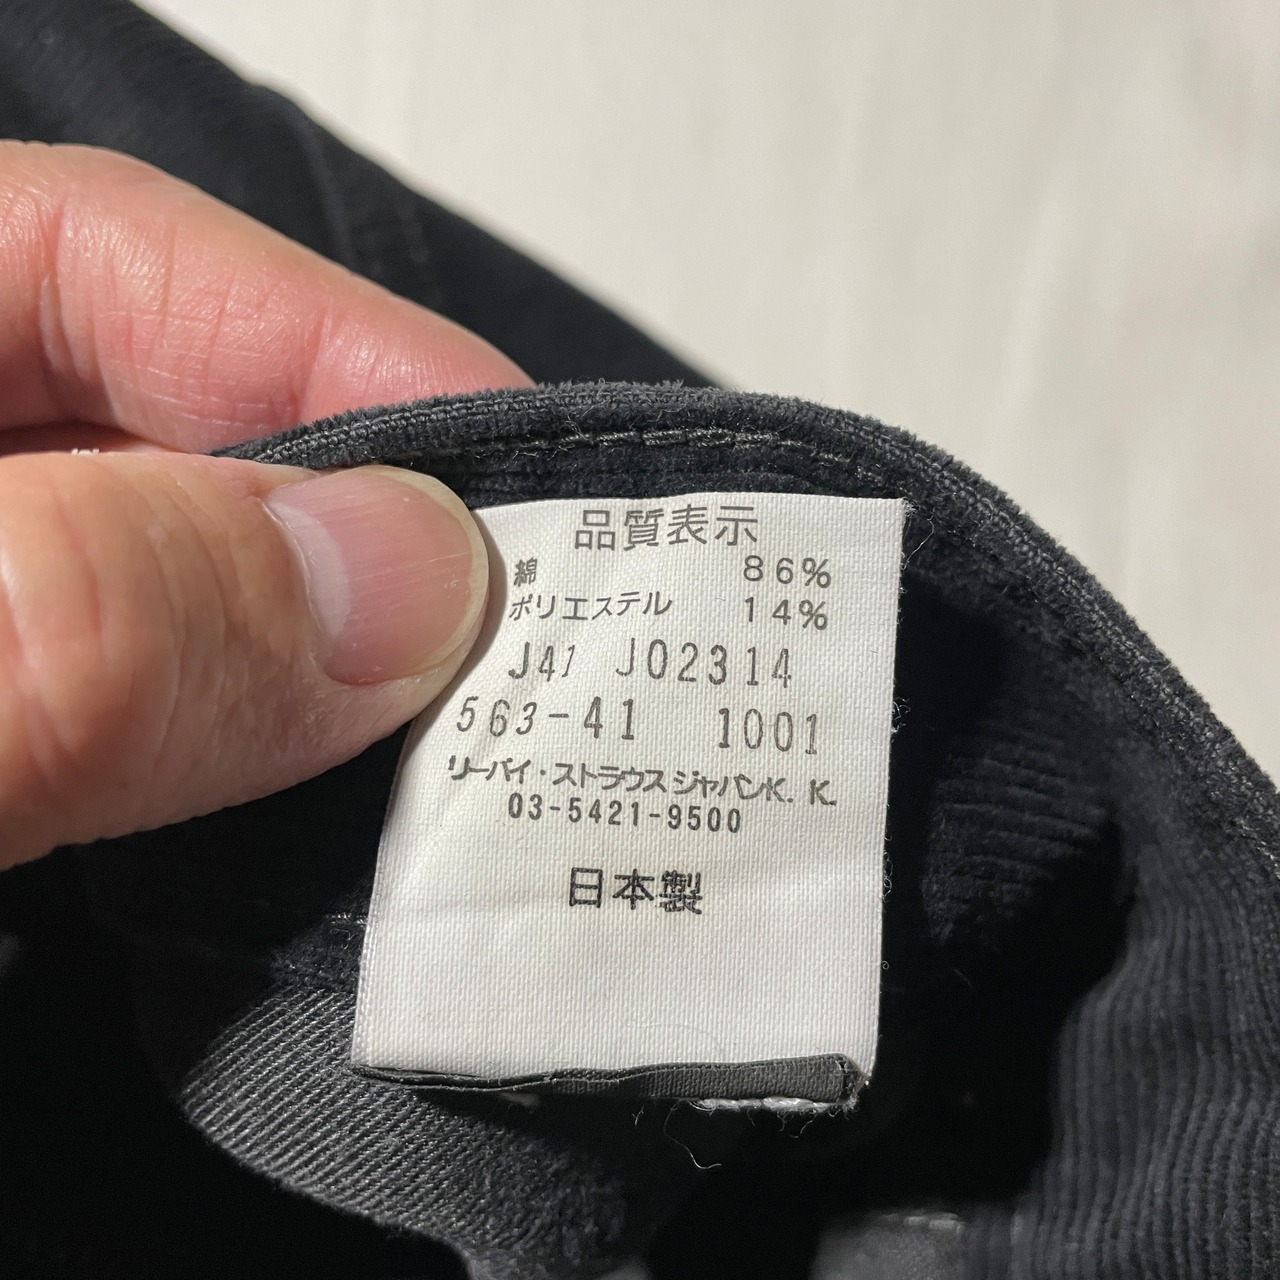 品質表示
綿 86%
ポリエステル 14%
J41 J02314
563-41 1001
リーバイ・ストラウスジャパンK.K.
03-5421-9500
日本製